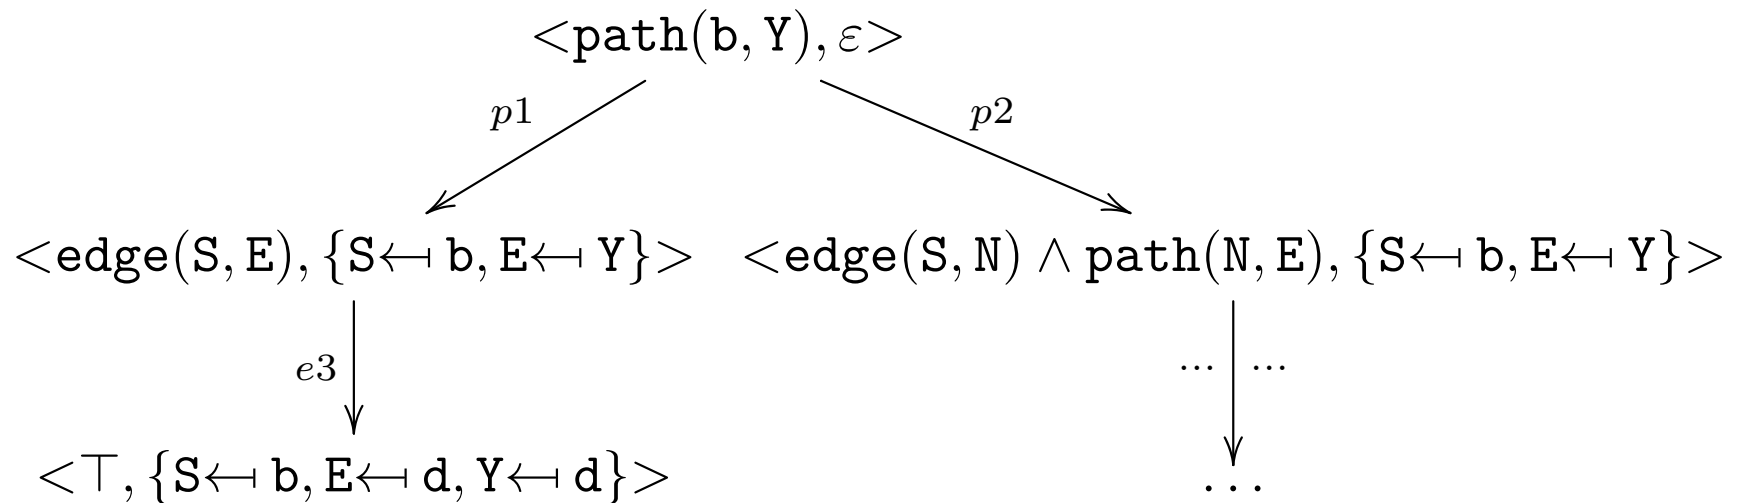 <path(b, Y), ε>
p1 p2
<edge(S, E), {S↤ b, E↤ Y}> <edge(S, N) ∧ path(N, E), {S↤ b, E↤ Y}>
e3 ... ...
<⊤, {S↤ b, E↤ d, Y↤ d}> ...